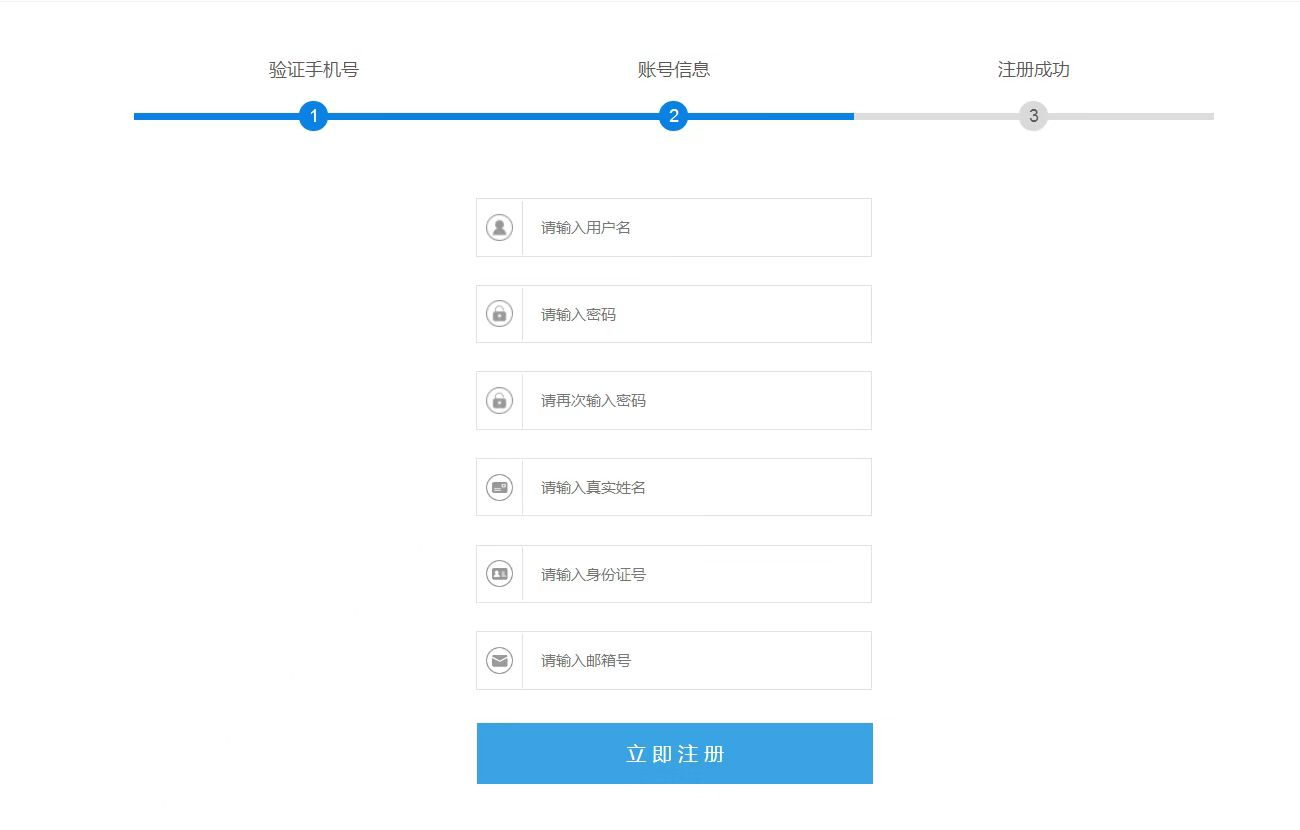 验证手机号 账号信息 注册成功
1 2 3
请输入用户名
请输入密码
请再次输入密码
请输入真实姓名
请输入身份证号
请输入邮箱号
立即注册